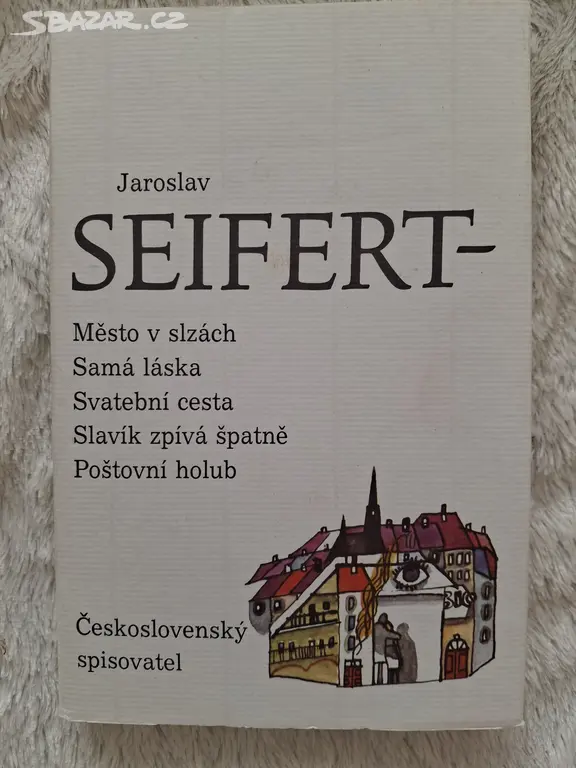 SBAZAR.CZ
Jaroslav
SEIFERT-
Město v slzách
Samá láska
Svatební cesta
Slavík zpívá špatně
Poštovní holub
Československý
spisovatel